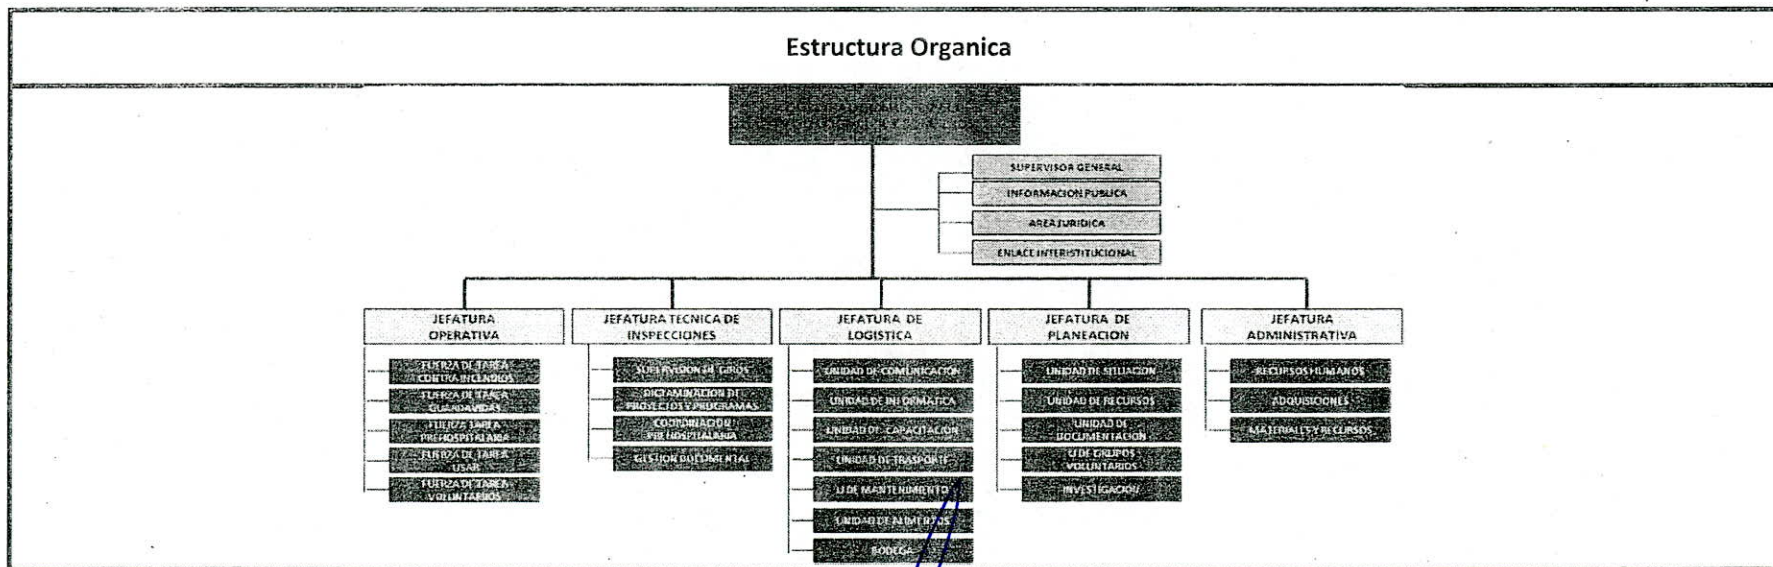 Estructura Organica
SUPERVISOR GENERAL
INFORMACION PUBLICA
AREA JURIDICA
ENLACE INTERISTITUCIONAL
JEFATURA
OPERATIVA
FUERZA DE TAREA
CONTRA INCENDIOS
FUERZA DE TAREA
GUARDAVIDAS
FUERZA TAREA
PREHOSPITALARIA
FUERZA DE TAREA
USAR
FUERZA DE TAREA
VOLUNTARIOS
JEFATURA TECNICA DE
INSPECCIONES
SUPERVISION DE GIROS
DICTAMINACION DE
PROYECTOS Y PROGRAMAS
COORDINACION
PREHOSPITALARIA
GESTION DOCUMENTAL
JEFATURA DE
LOGISTICA
UNIDAD DE COMUNICACIÓN
UNIDAD DE INFORMATICA
UNIDAD DE CAPACITACIÓN
UNIDAD DE TRASPORTE
U DE MANTENIMIENTO
UNIDAD DE ALIMENTOS
BODEGA
JEFATURA DE
PLANEACION
UNIDAD DE SITUACION
UNIDAD DE RECURSOS
UNIDAD DE
DOCUMENTACION
U DE GRUPOS
VOLUNTARIOS
INVESTIGACION
JEFATURA
ADMINISTRATIVA
RECURSOS HUMANOS
ADQUISICIONES
MATERIALES Y RECURSOS